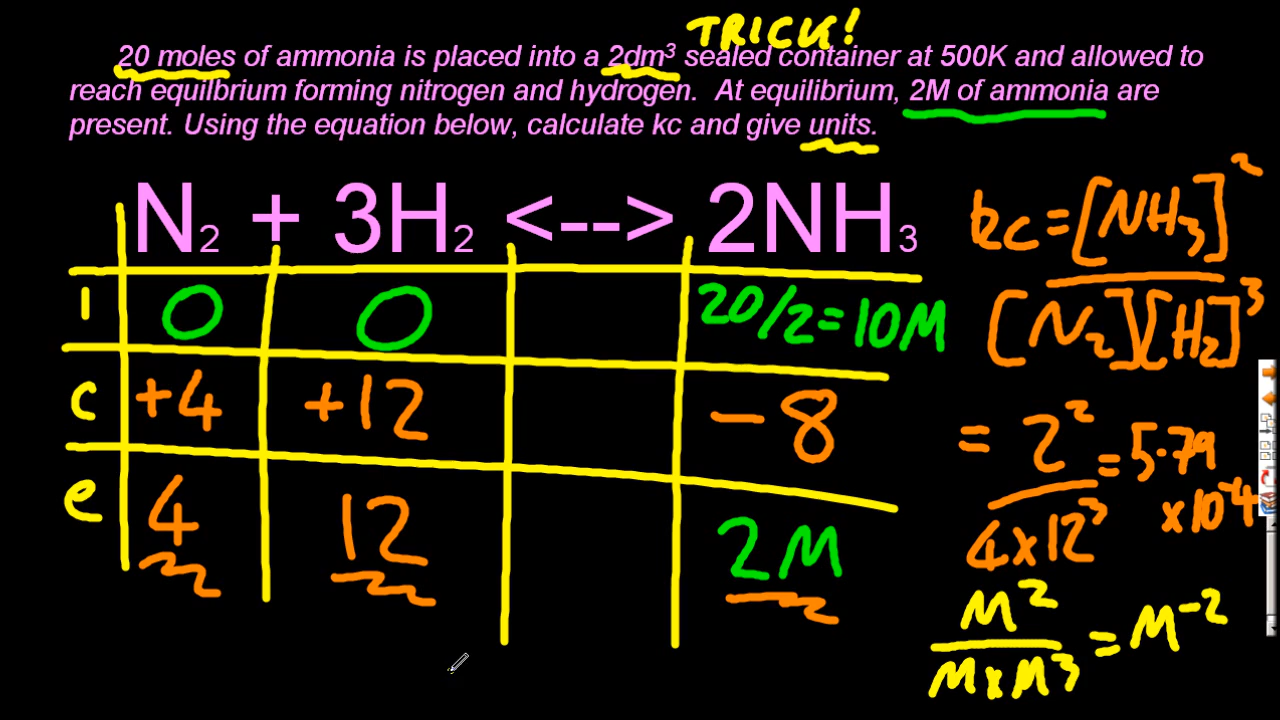 TRICK!
20 moles of ammonia is placed into a 2dm³ sealed container at 500K and allowed to
reach equilbrium forming nitrogen and hydrogen. At equilibrium, 2M of ammonia are
present. Using the equation below, calculate kc and give units.
N₂ + 3H₂ <--> 2NH₃
I 0 0 20/2=10M
c +4 +12 -8
e 4 12 2M
kc = [NH₃]²
[N₂][H₂]³
= 2² = 5.79
4x12³ x10⁻⁴
M² = M⁻²
MxM³